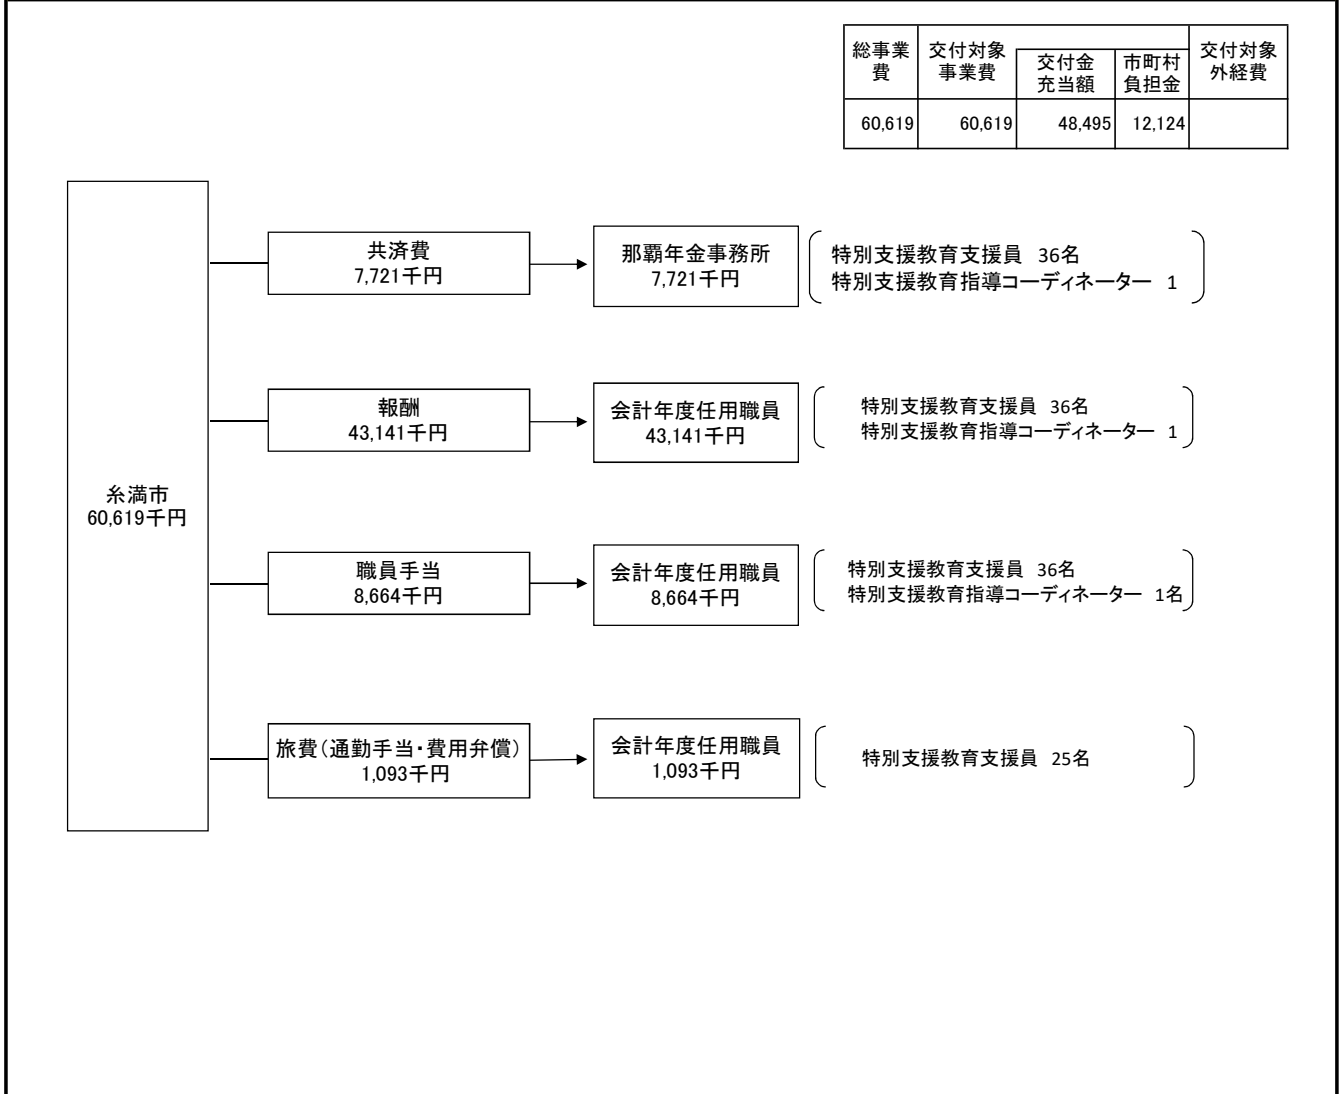 総事業
費
交付対象
事業費
交付金
充当額
市町村
負担金
交付対象
外経費
60,619 60,619 48,495 12,124
糸満市
60,619千円
共済費
7,721千円
那覇年金事務所
7,721千円
特別支援教育支援員 36名
特別支援教育指導コーディネーター 1
報酬
43,141千円
会計年度任用職員
43,141千円
特別支援教育支援員 36名
特別支援教育指導コーディネーター 1
職員手当
8,664千円
会計年度任用職員
8,664千円
特別支援教育支援員 36名
特別支援教育指導コーディネーター 1名
旅費(通勤手当・費用弁償)
1,093千円
会計年度任用職員
1,093千円
特別支援教育支援員 25名